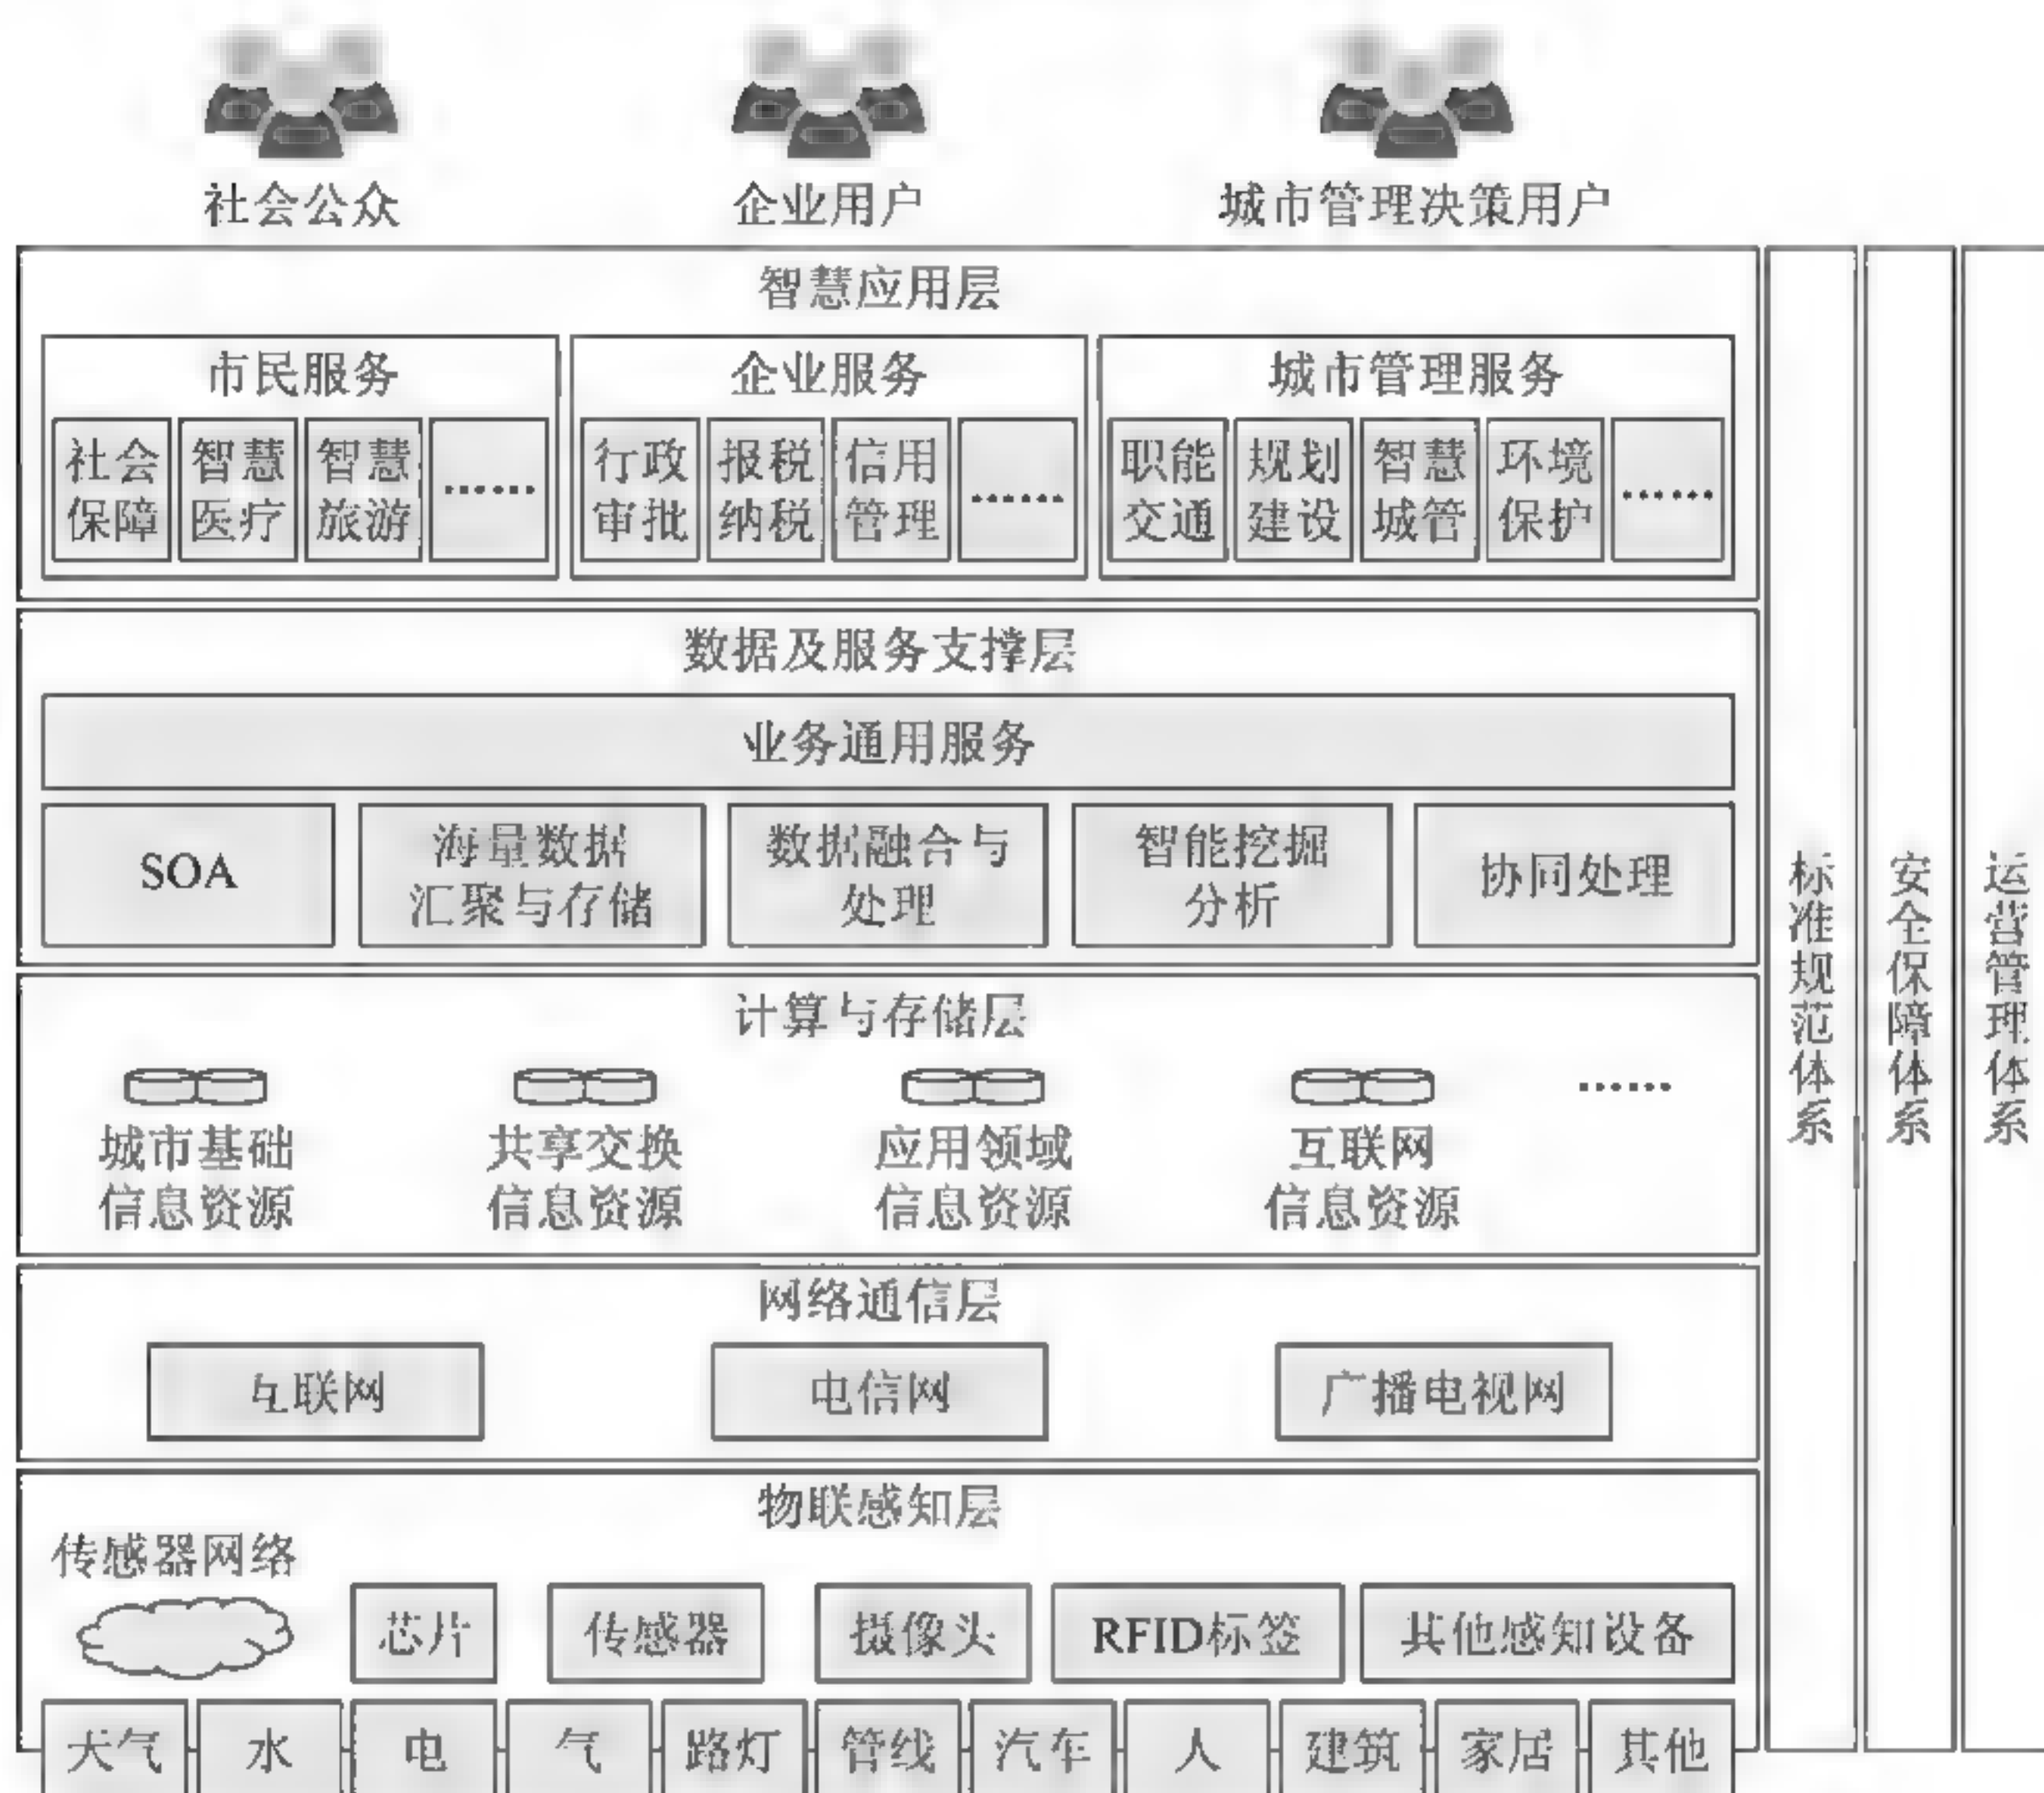 社会公众
企业用户
城市管理决策用户
智慧应用层
市民服务
企业服务
城市管理服务
社会
保障
智慧
医疗
智慧
旅游
……
行政
审批
报税
纳税
信用
管理
……
职能
交通
规划
建设
智慧
城管
环境
保护
……
数据及服务支撑层
业务通用服务
SOA
海量数据
汇聚与存储
数据融合与
处理
智能挖掘
分析
协同处理
计算与存储层
城市基础
信息资源
共享交换
信息资源
应用领域
信息资源
互联网
信息资源
……
网络通信层
互联网
电信网
广播电视网
物联感知层
传感器网络
芯片
传感器
摄像头
RFID标签
其他感知设备
天气
水
电
气
路灯
管线
汽车
人
建筑
家居
其他
标准规范体系
安全保障体系
运营管理体系